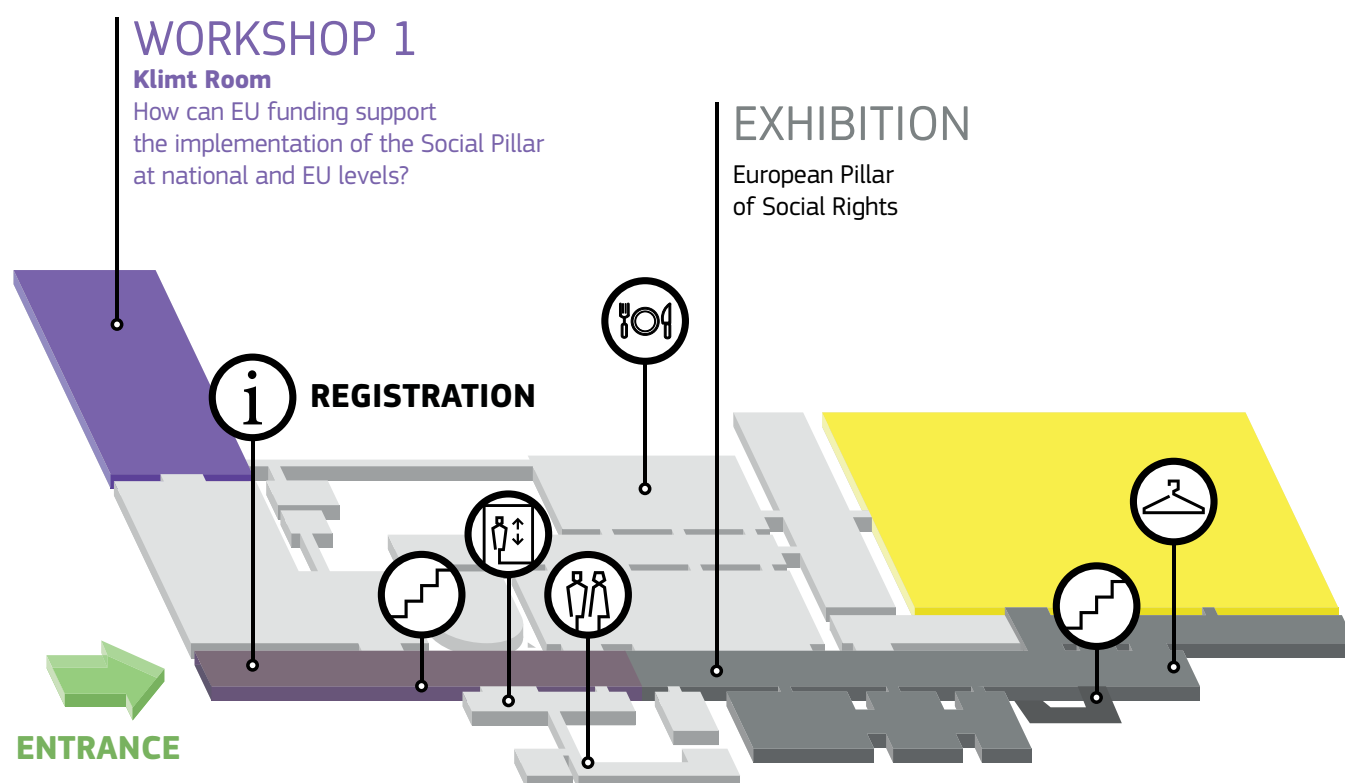 WORKSHOP 1
Klimt Room
How can EU funding support
the implementation of the Social Pillar
at national and EU levels?
EXHIBITION
European Pillar
of Social Rights
i
REGISTRATION
ENTRANCE